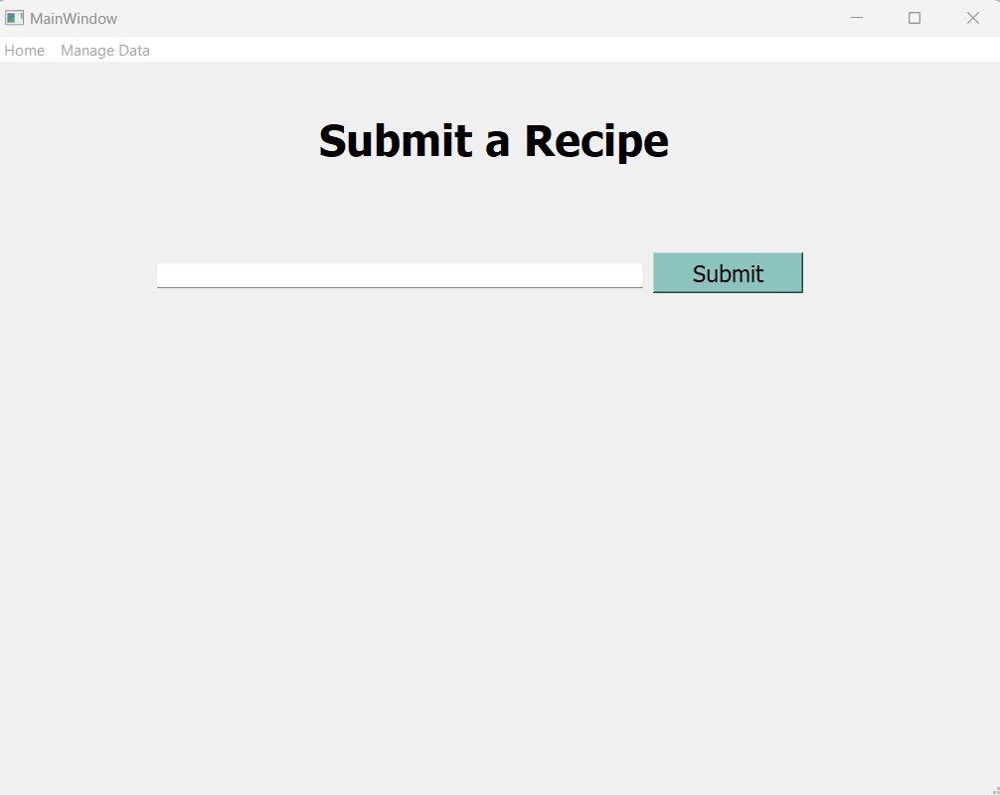 MainWindow
Home Manage Data
Submit a Recipe
Submit